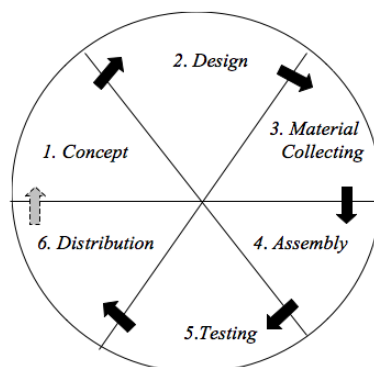 1. Concept
2. Design
3. Material
Collecting
4. Assembly
5.Testing
6. Distribution